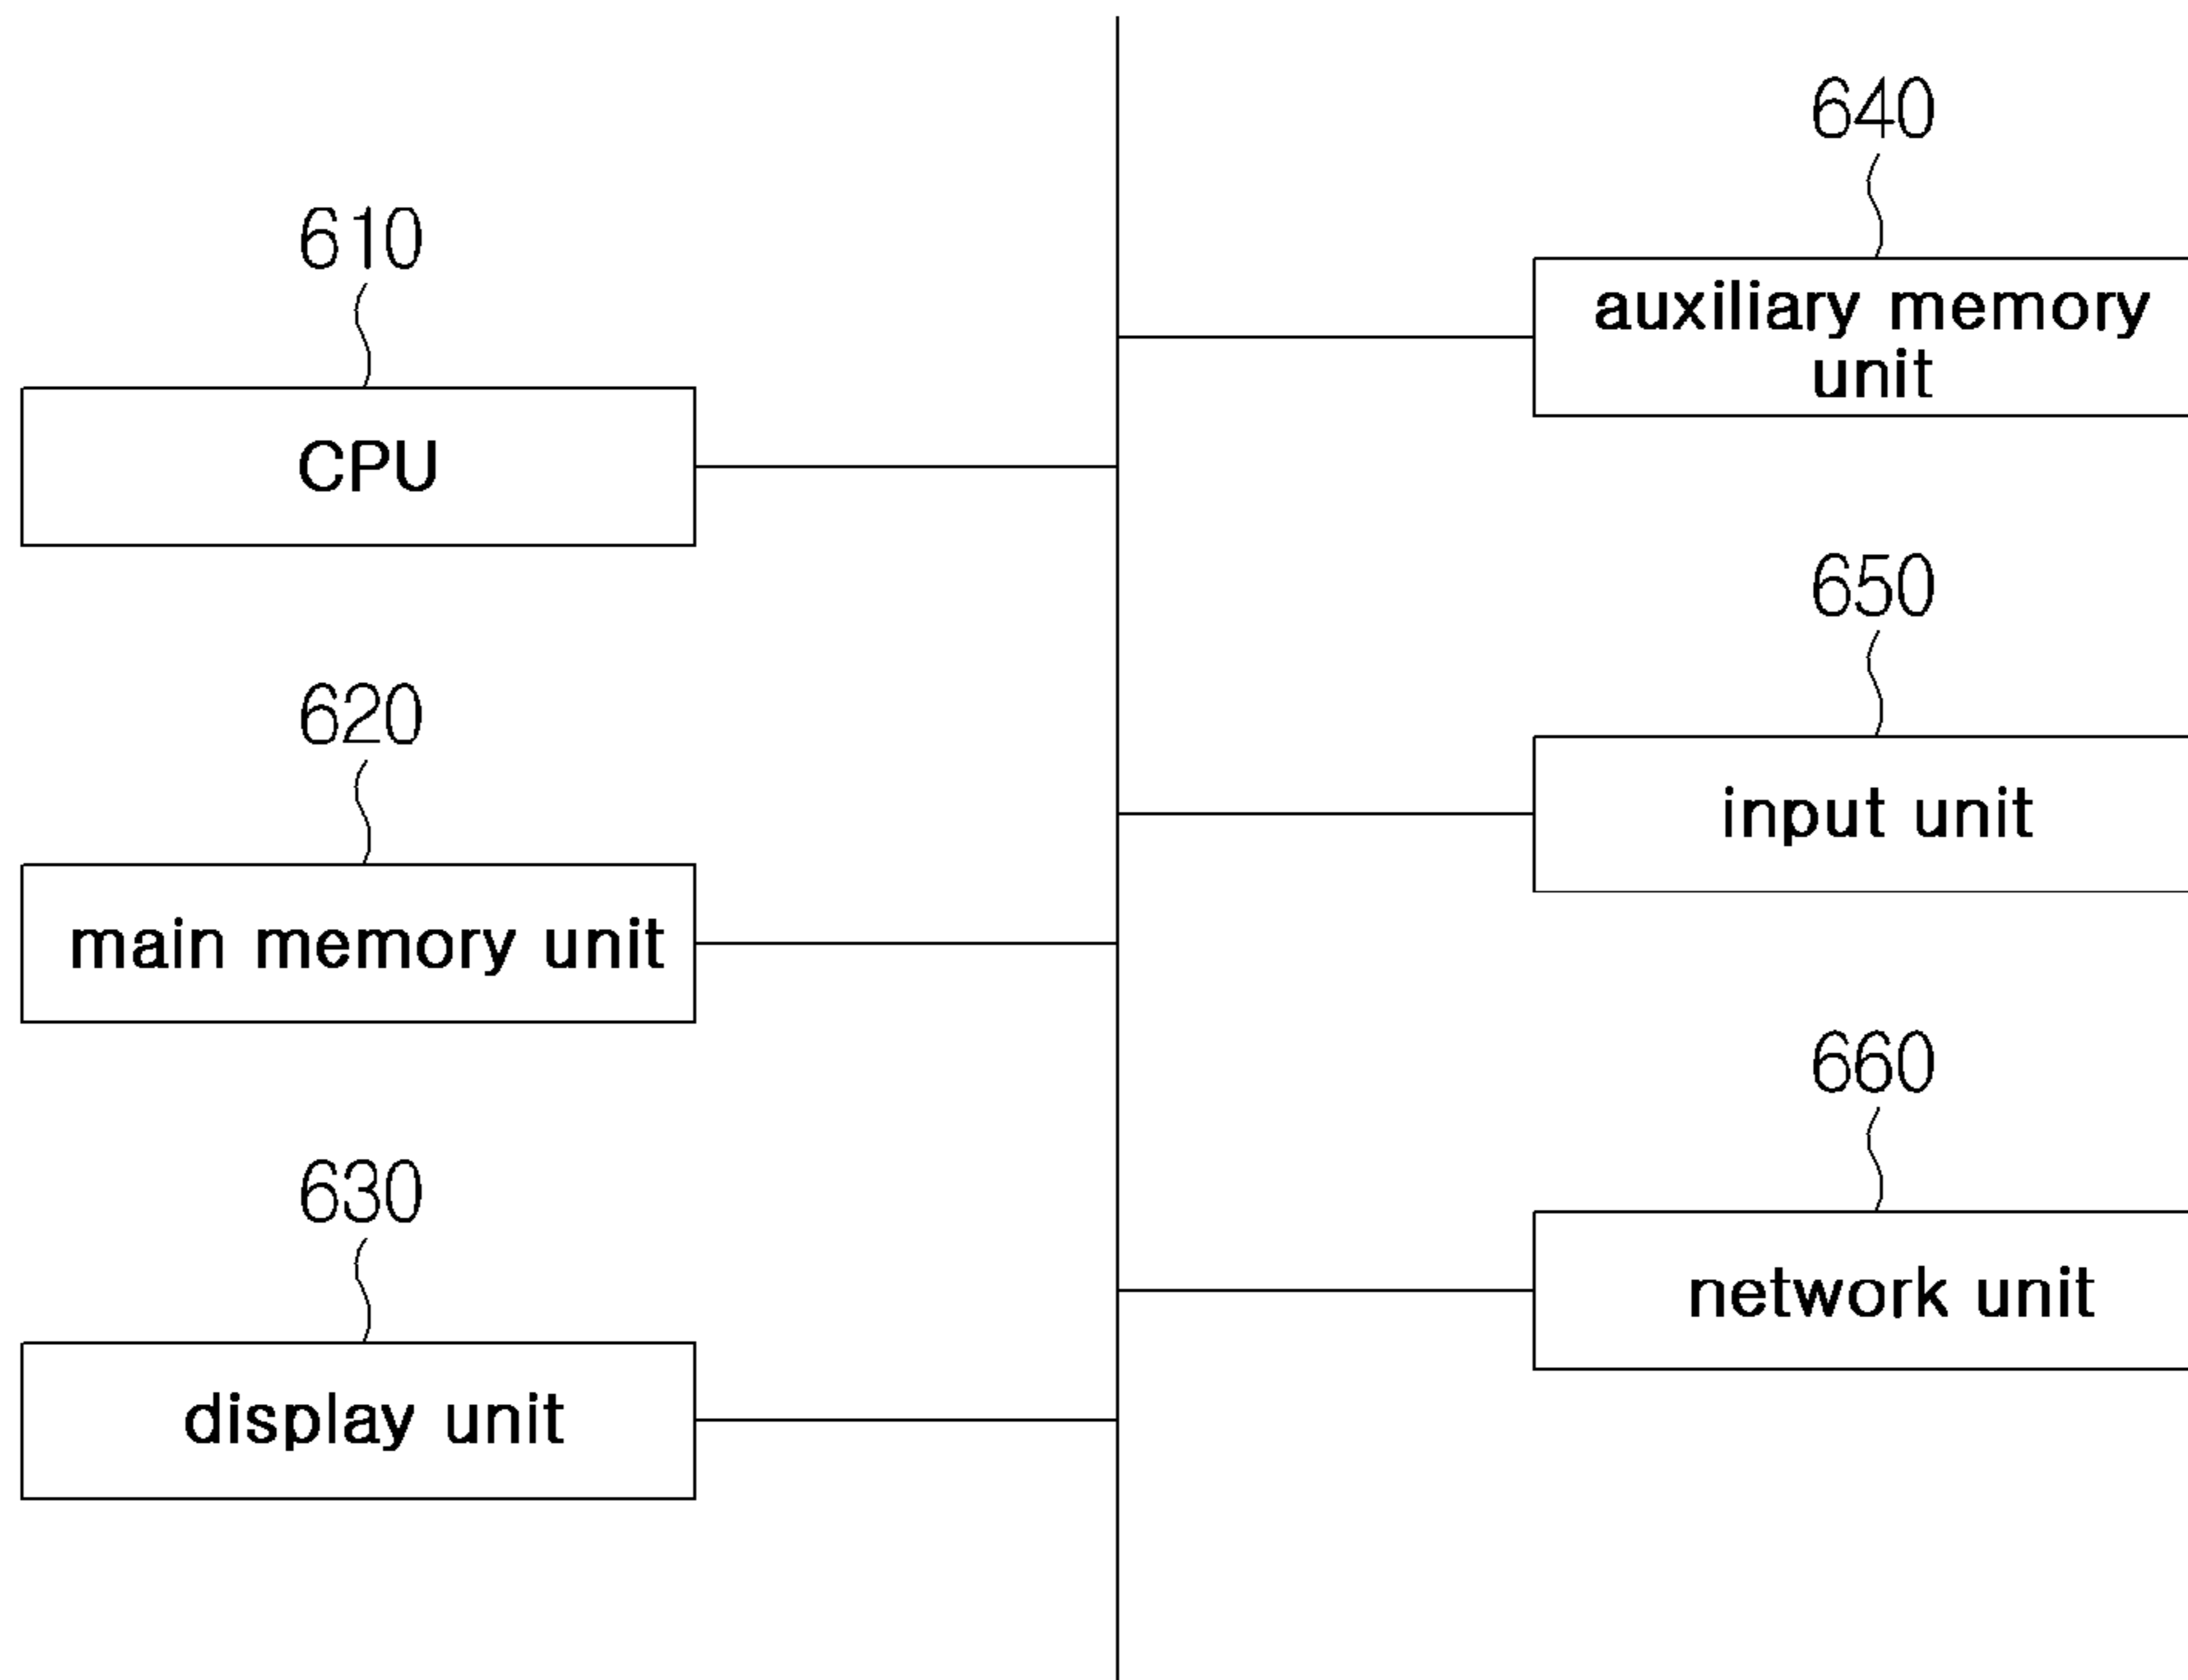 610
CPU
620
main memory unit
630
display unit
640
auxiliary memory
unit
650
input unit
660
network unit